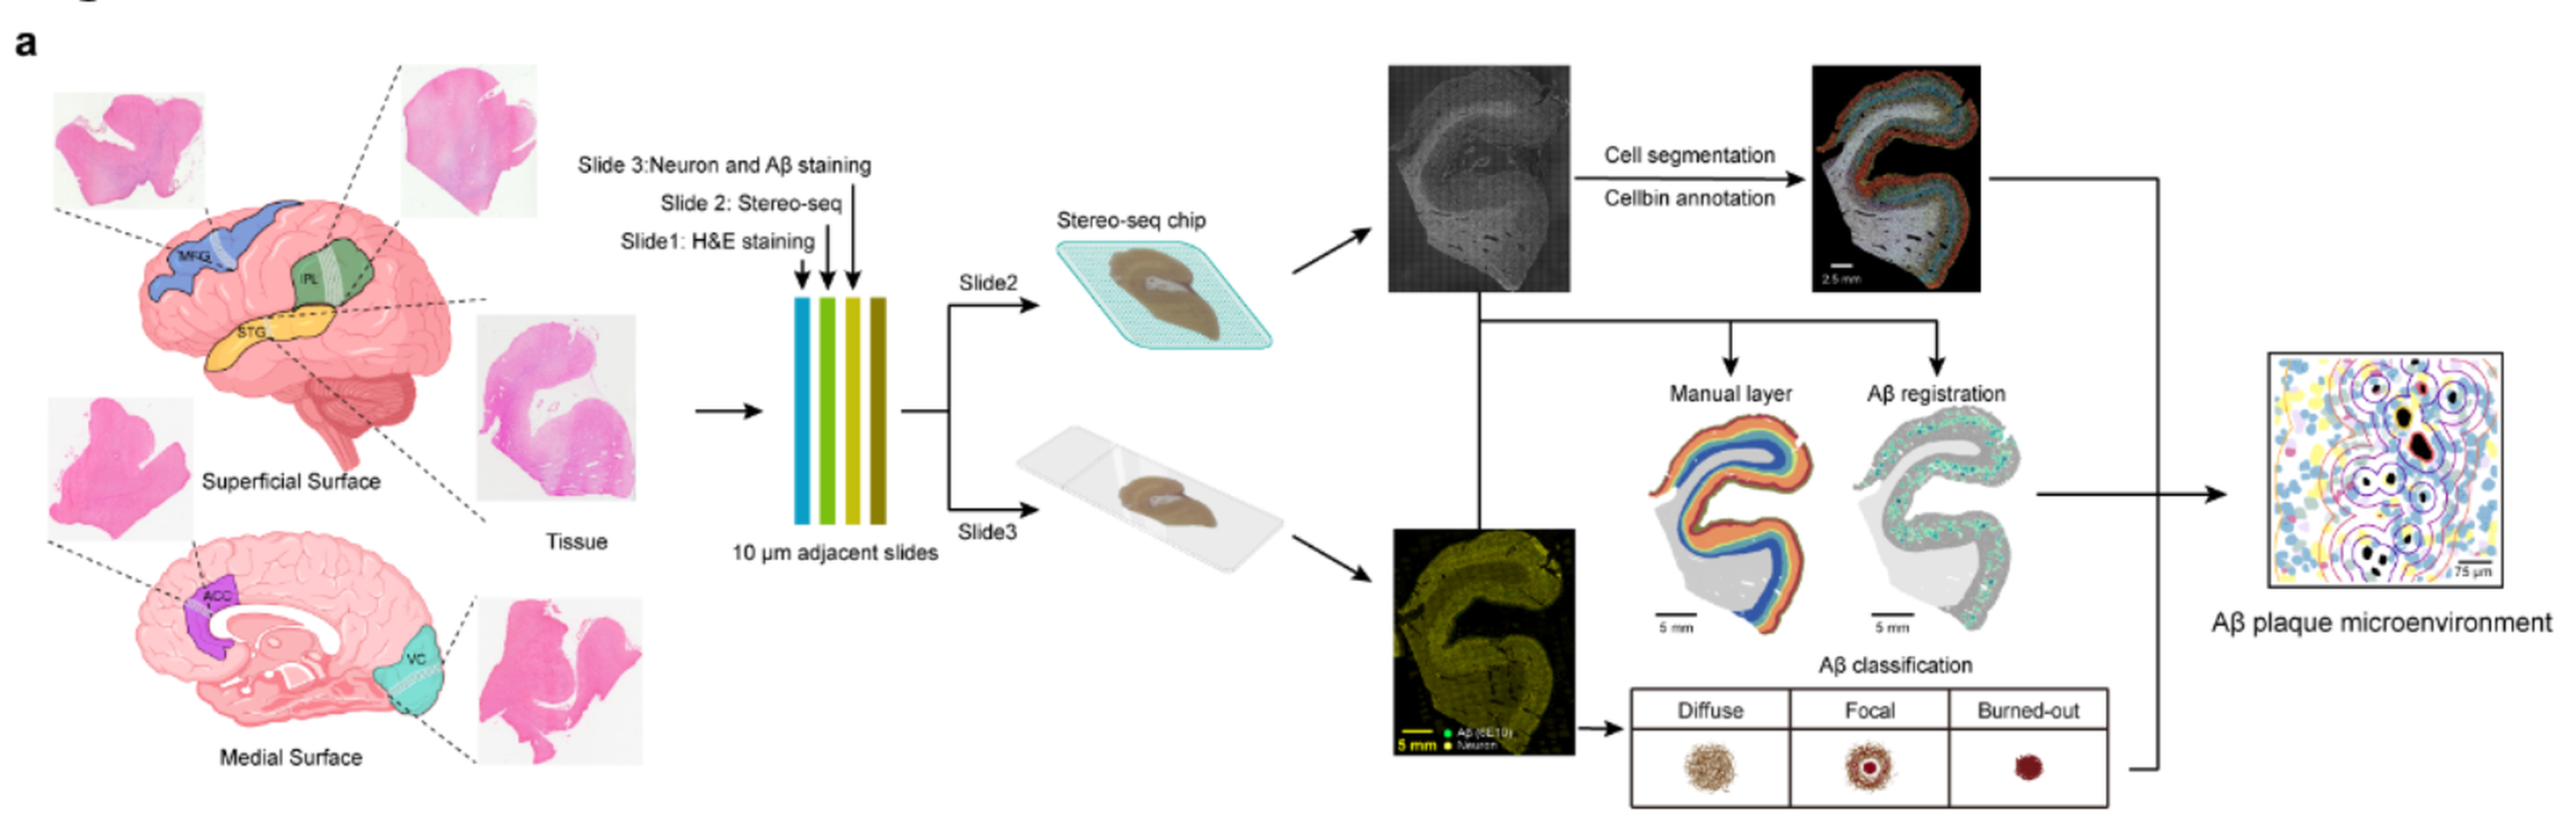 a
MFG
IPL
STG
Superficial Surface
ACC
VC
Medial Surface
Tissue
Slide 3:Neuron and Aβ staining
Slide 2: Stereo-seq
Slide1: H&E staining
10 μm adjacent slides
Slide2
Slide3
Stereo-seq chip
Cell segmentation
Cellbin annotation
2.5 mm
Manual layer
Aβ registration
5 mm
5 mm
Aβ (6E10)
Neuron
5 mm
Aβ classification
Diffuse
Focal
Burned-out
75 μm
Aβ plaque microenvironment